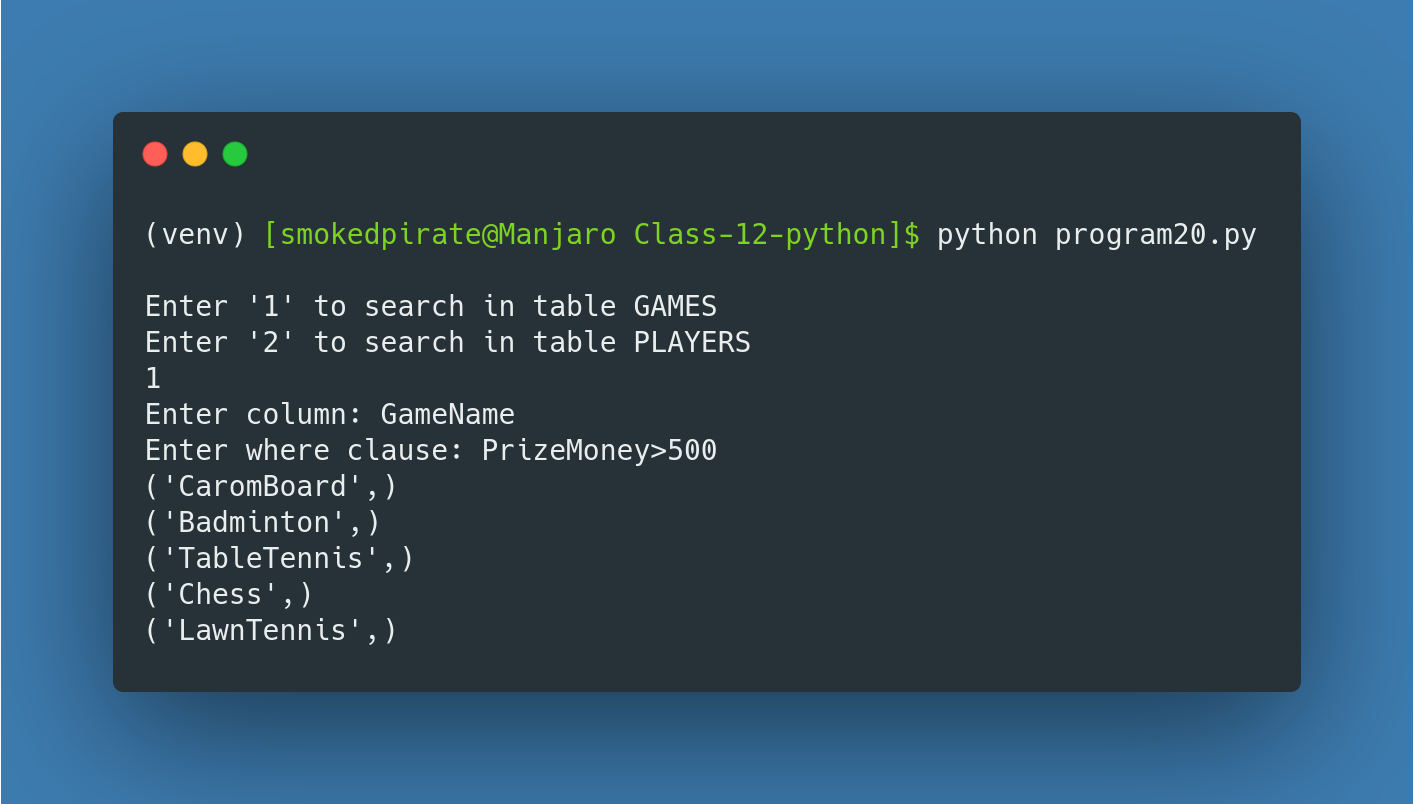 (venv) [smokedpirate@Manjaro Class-12-python]$ python program20.py
Enter '1' to search in table GAMES
Enter '2' to search in table PLAYERS
1
Enter column: GameName
Enter where clause: PrizeMoney>500
('CaromBoard',)
('Badminton',)
('TableTennis',)
('Chess',)
('LawnTennis',)